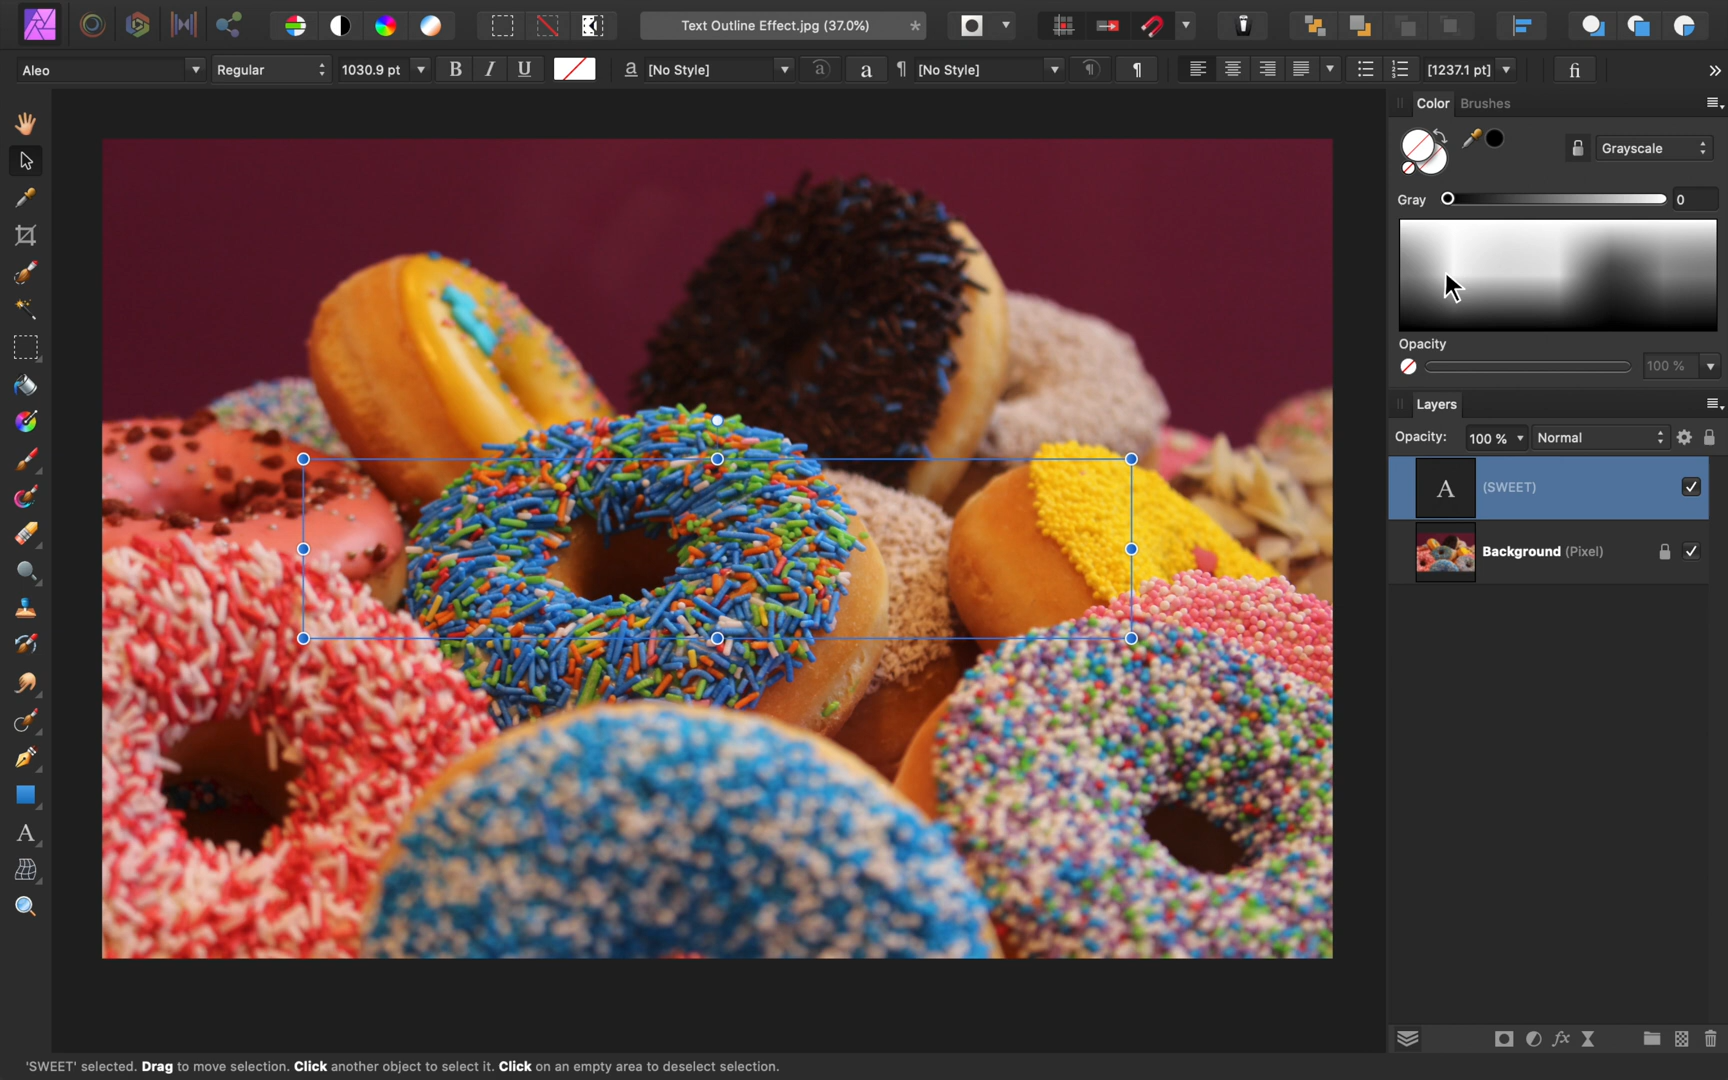 Text Outline Effect.jpg (37.0%)
*
Aleo
Regular
1030.9 pt
B
I
U
a
[No Style]
a
a
¶
[No Style]
¶
¶
[1237.1 pt]
fi
Color
Brushes
Grayscale
Gray
0
Opacity
100 %
Layers
Opacity:
100 %
Normal
A
(SWEET)
Background (Pixel)
A
fx
'SWEET' selected. Drag to move selection. Click another object to select it. Click on an empty area to deselect selection.